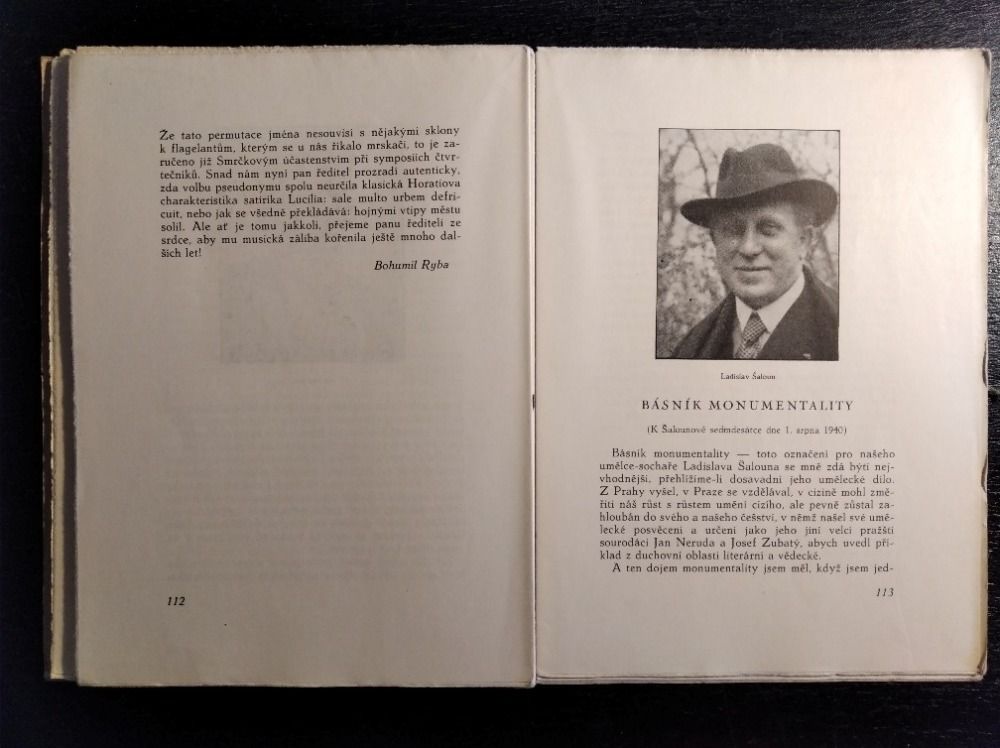 Že tato permutace jména nesouvisí s nějakými sklony
k flagelantům, kterým se u nás říkalo mrskači, to je za-
ručeno již Smrčkovým účastenstvím při symposiích čtvr-
tečníků. Snad nám nyní pan ředitel prozradí autenticky,
zda volbu pseudonymu spolu neurčila klasická Horatiova
charakteristika satirika Lucilia: sale multo urbem defri-
cuit, nebo jak se všedně překládává: hojnými vtipy městu
solil. Ale ať je tomu jakkoli, přejeme panu řediteli ze
srdce, aby mu musická záliba kořenila ještě mnoho dal-
ších let!
Bohumil Ryba
112
Ladislav Šaloun
BÁSNÍK MONUMENTALITY
(K Šalounově sedmdesátce dne 1. srpna 1940)
Básník monumentality — toto označení pro našeho
umělce-sochaře Ladislava Šalouna se mně zdá býti nej-
vhodnější, přehlížíme-li dosavadní jeho umělecké dílo.
Z Prahy vyšel, v Praze se vzdělával, v cizině mohl změ-
řiti náš růst s růstem umění cizího, ale pevně zůstal za-
hlouбán do svého a našeho češství, v němž našel své umě-
lecké posvěcení a určení jako jeho jiní velcí pražští
sourodáci Jan Neruda a Josef Zubatý, abych uvedl pří-
klad z duchovní oblasti literární a vědecké.
A ten dojem monumentality jsem měl, když jsem jed-
113